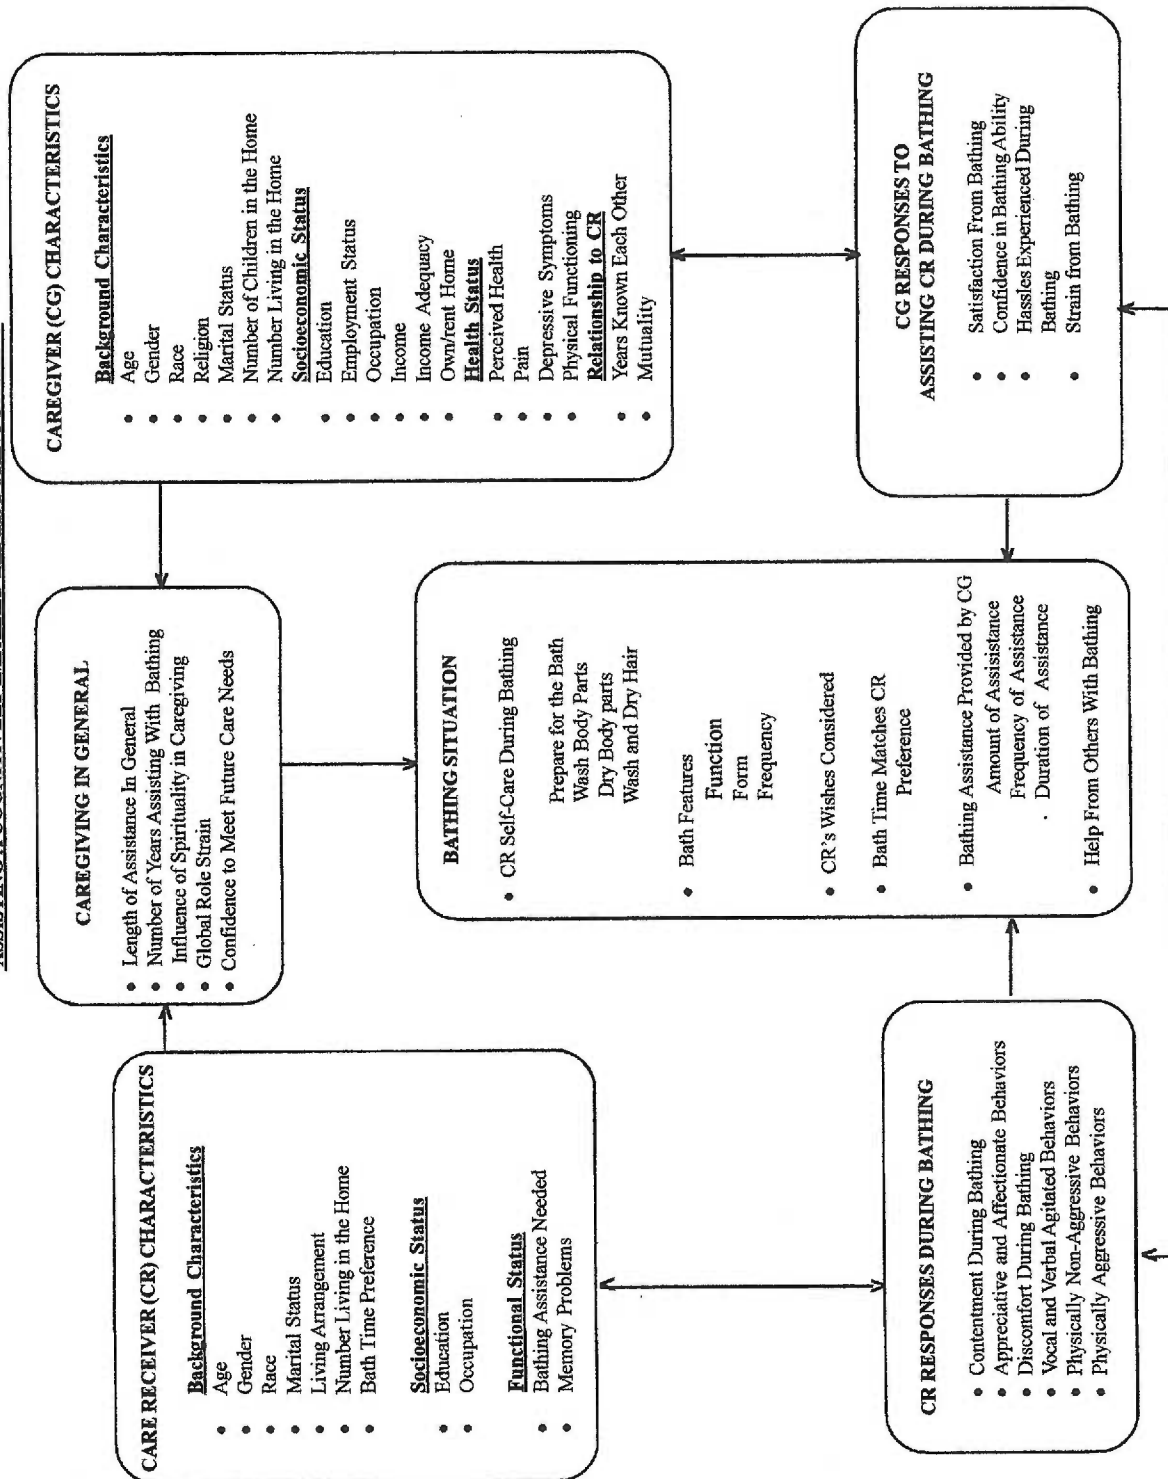 CARE RECEIVER (CR) CHARACTERISTICS
Background Characteristics
• Age
• Gender
• Race
• Marital Status
• Living Arrangement
• Number Living in the Home
• Bath Time Preference
Socioeconomic Status
• Education
• Occupation
Functional Status
• Bathing Assistance Needed
• Memory Problems
CAREGIVING IN GENERAL
• Length of Assistance In General
• Number of Years Assisting With Bathing
• Influence of Spirituality in Caregiving
• Global Role Strain
• Confidence to Meet Future Care Needs
CAREGIVER (CG) CHARACTERISTICS
Background Characteristics
• Age
• Gender
• Race
• Religion
• Marital Status
• Number of Children in the Home
• Number Living in the Home
Socioeconomic Status
• Education
• Employment Status
• Occupation
• Income
• Income Adequacy
• Own/rent Home
Health Status
• Perceived Health
• Pain
• Depressive Symptoms
• Physical Functioning
Relationship to CR
• Years Known Each Other
• Mutuality
BATHING SITUATION
• CR Self-Care During Bathing
Prepare for the Bath
Wash Body Parts
Dry Body parts
Wash and Dry Hair
• Bath Features
Function
Form
Frequency
• CR's Wishes Considered
• Bath Time Matches CR
Preference
• Bathing Assistance Provided by CG
Amount of Assisistance
Frequency of Assistance
Duration of Assistance
• Help From Others With Bathing
CR RESPONSES DURING BATHING
• Contentment During Bathing
• Appreciative and Affectionate Behaviors
• Discomfort During Bathing
• Vocal and Verbal Agitated Behaviors
• Physically Non-Aggressive Behaviors
• Physically Aggressive Behaviors
CG RESPONSES TO
ASSISTING CR DURING BATHING
• Satisfaction From Bathing
• Confidence in Bathing Ability
• Hassles Experienced During
Bathing
• Strain from Bathing